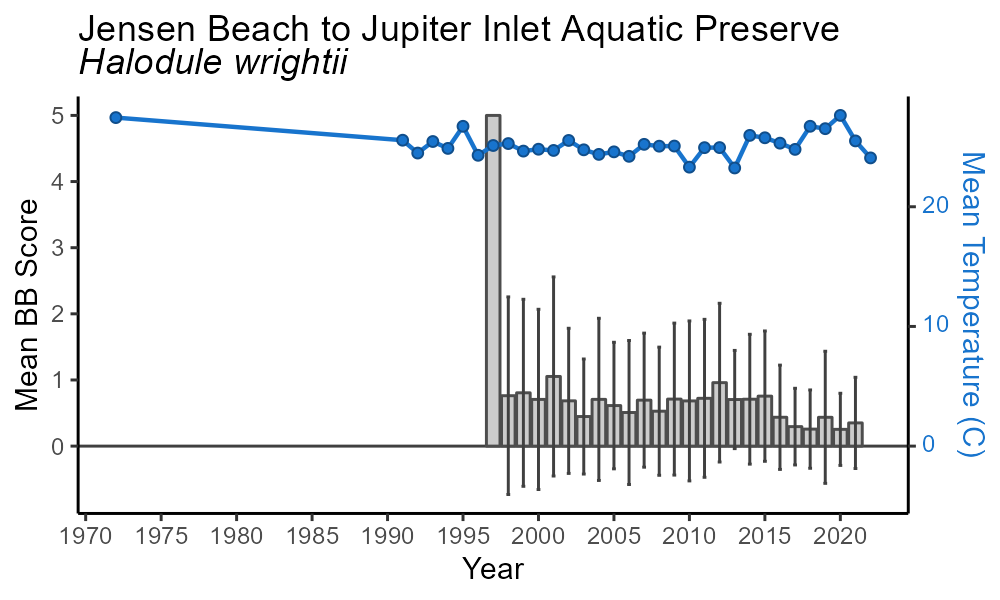 Jensen Beach to Jupiter Inlet Aquatic Preserve
Halodule wrightii
5
4
3
2
1
0
Mean BB Score
20
10
0
Mean Temperature (C)
1970 1975 1980 1985 1990 1995 2000 2005 2010 2015 2020
Year